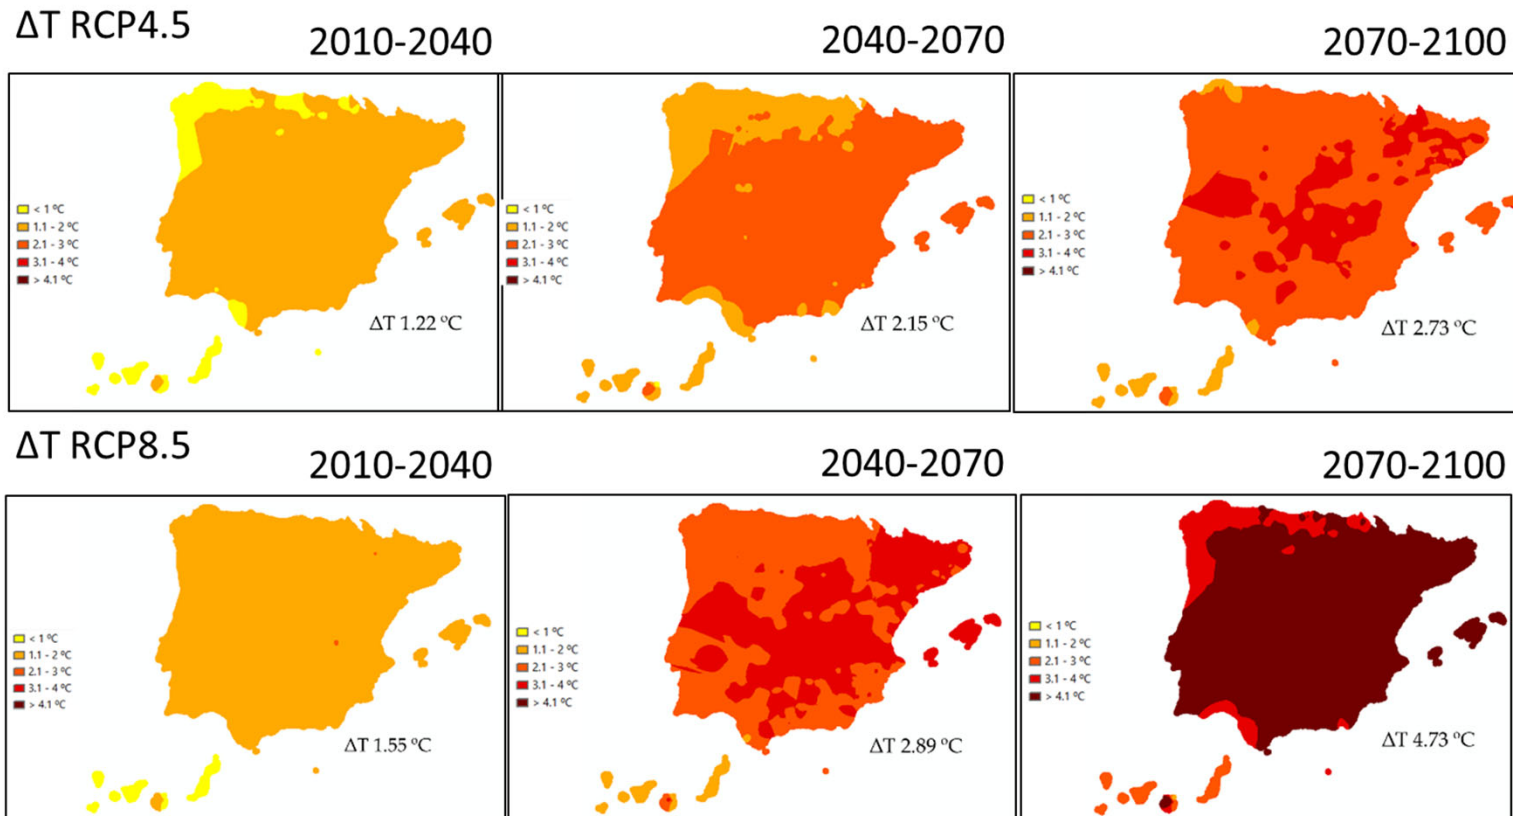 ΔT RCP4.5
2010-2040
2040-2070
2070-2100
< 1 ºC
1.1 - 2 ºC
2.1 - 3 ºC
3.1 - 4 ºC
> 4.1 ºC
ΔT 1.22 ºC
< 1 ºC
1.1 - 2 ºC
2.1 - 3 ºC
3.1 - 4 ºC
> 4.1 ºC
ΔT 2.15 ºC
< 1 ºC
1.1 - 2 ºC
2.1 - 3 ºC
3.1 - 4 ºC
> 4.1 ºC
ΔT 2.73 ºC
ΔT RCP8.5
2010-2040
2040-2070
2070-2100
< 1 ºC
1.1 - 2 ºC
2.1 - 3 ºC
3.1 - 4 ºC
> 4.1 ºC
ΔT 1.55 ºC
< 1 ºC
1.1 - 2 ºC
2.1 - 3 ºC
3.1 - 4 ºC
> 4.1 ºC
ΔT 2.89 ºC
< 1 ºC
1.1 - 2 ºC
2.1 - 3 ºC
3.1 - 4 ºC
> 4.1 ºC
ΔT 4.73 ºC